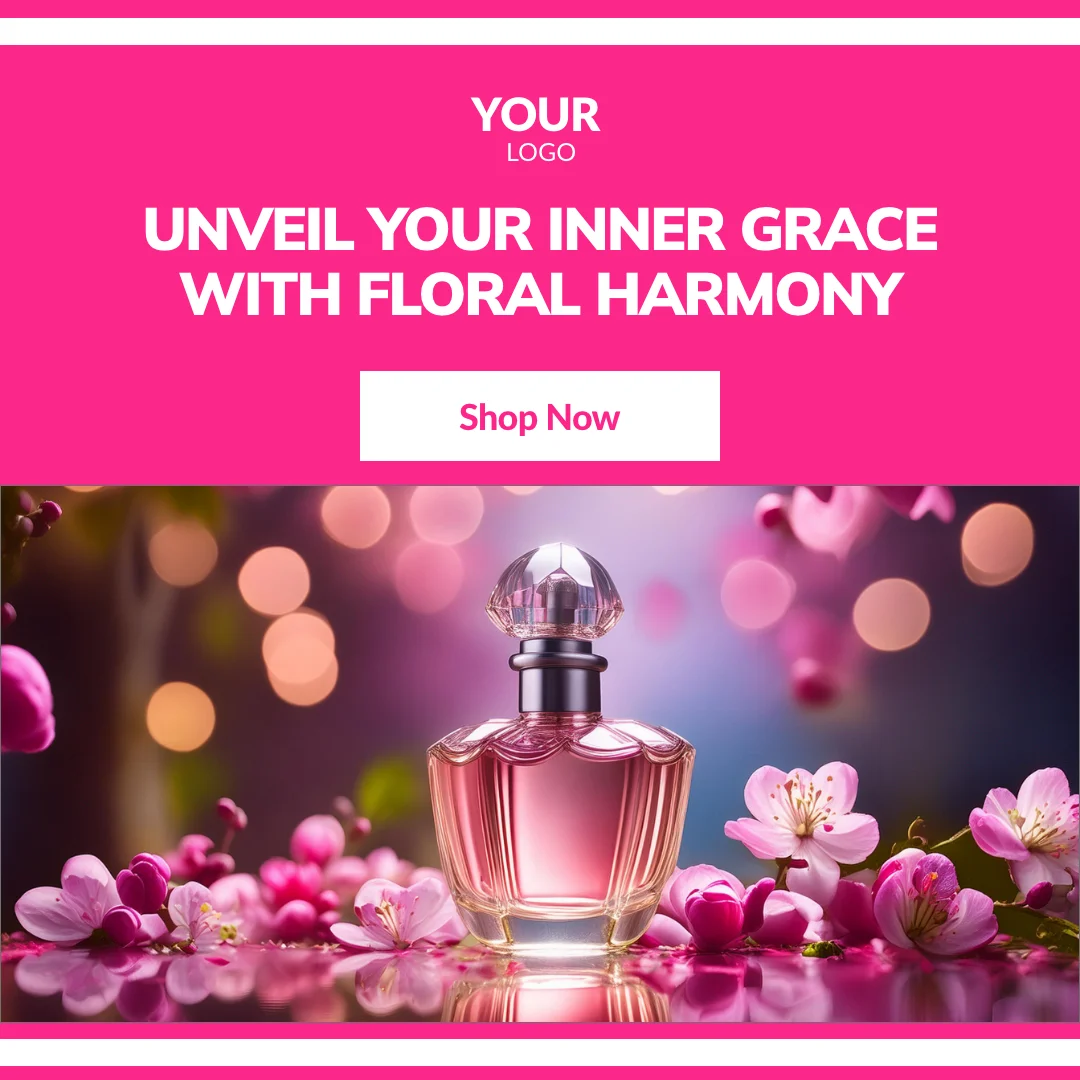 YOUR
LOGO
UNVEIL YOUR INNER GRACE
WITH FLORAL HARMONY
Shop Now